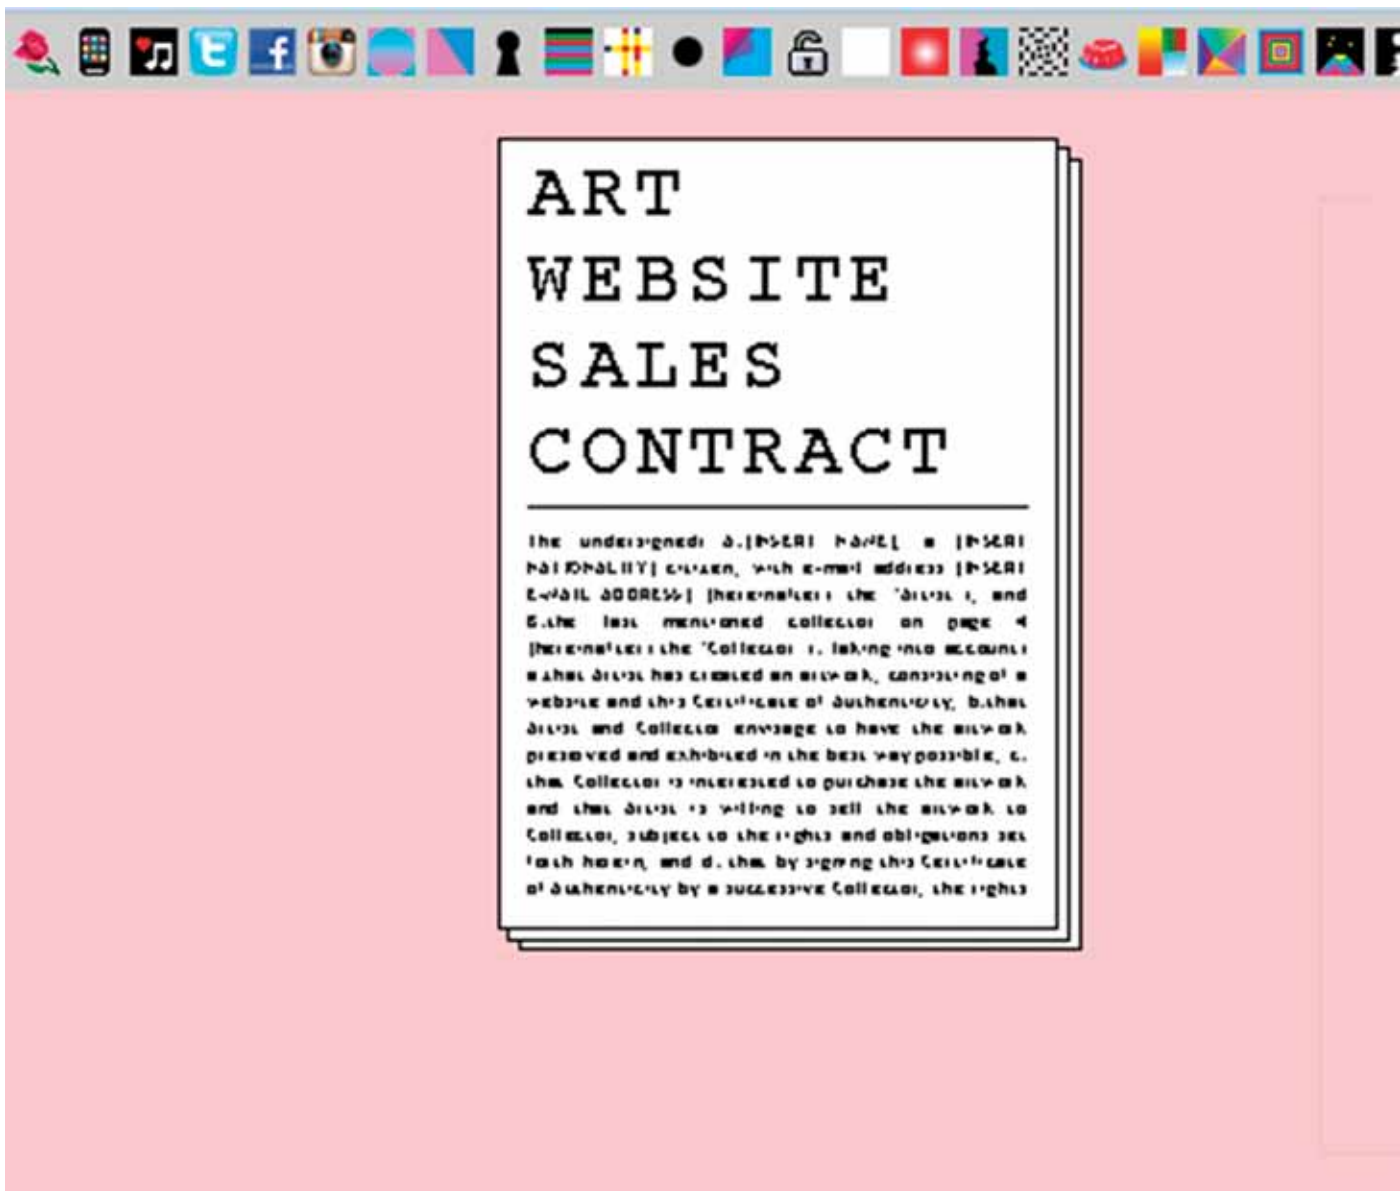 ART
WEBSITE
SALES
CONTRACT
The undersigned: a.[INSERT NAME], a [INSERT
NATIONALITY] citizen, with e-mail address [INSERT
E-MAIL ADDRESS] (hereinafter: the "Artist"), and
b.the last mentioned collector on page 4
(hereinafter: the "Collector"). Taking into account:
a.that Artist has created an artwork, consisting of a
website and this Certificate of Authenticity, b.that
Artist and Collector envisage to have the artwork
preserved and exhibited in the best way possible, c.
that Collector is interested to purchase the artwork
and that Artist is willing to sell the artwork to
Collector, subject to the rights and obligations set
forth herein, and d. that by signing this Certificate
of Authenticity by a successive Collector, the rights